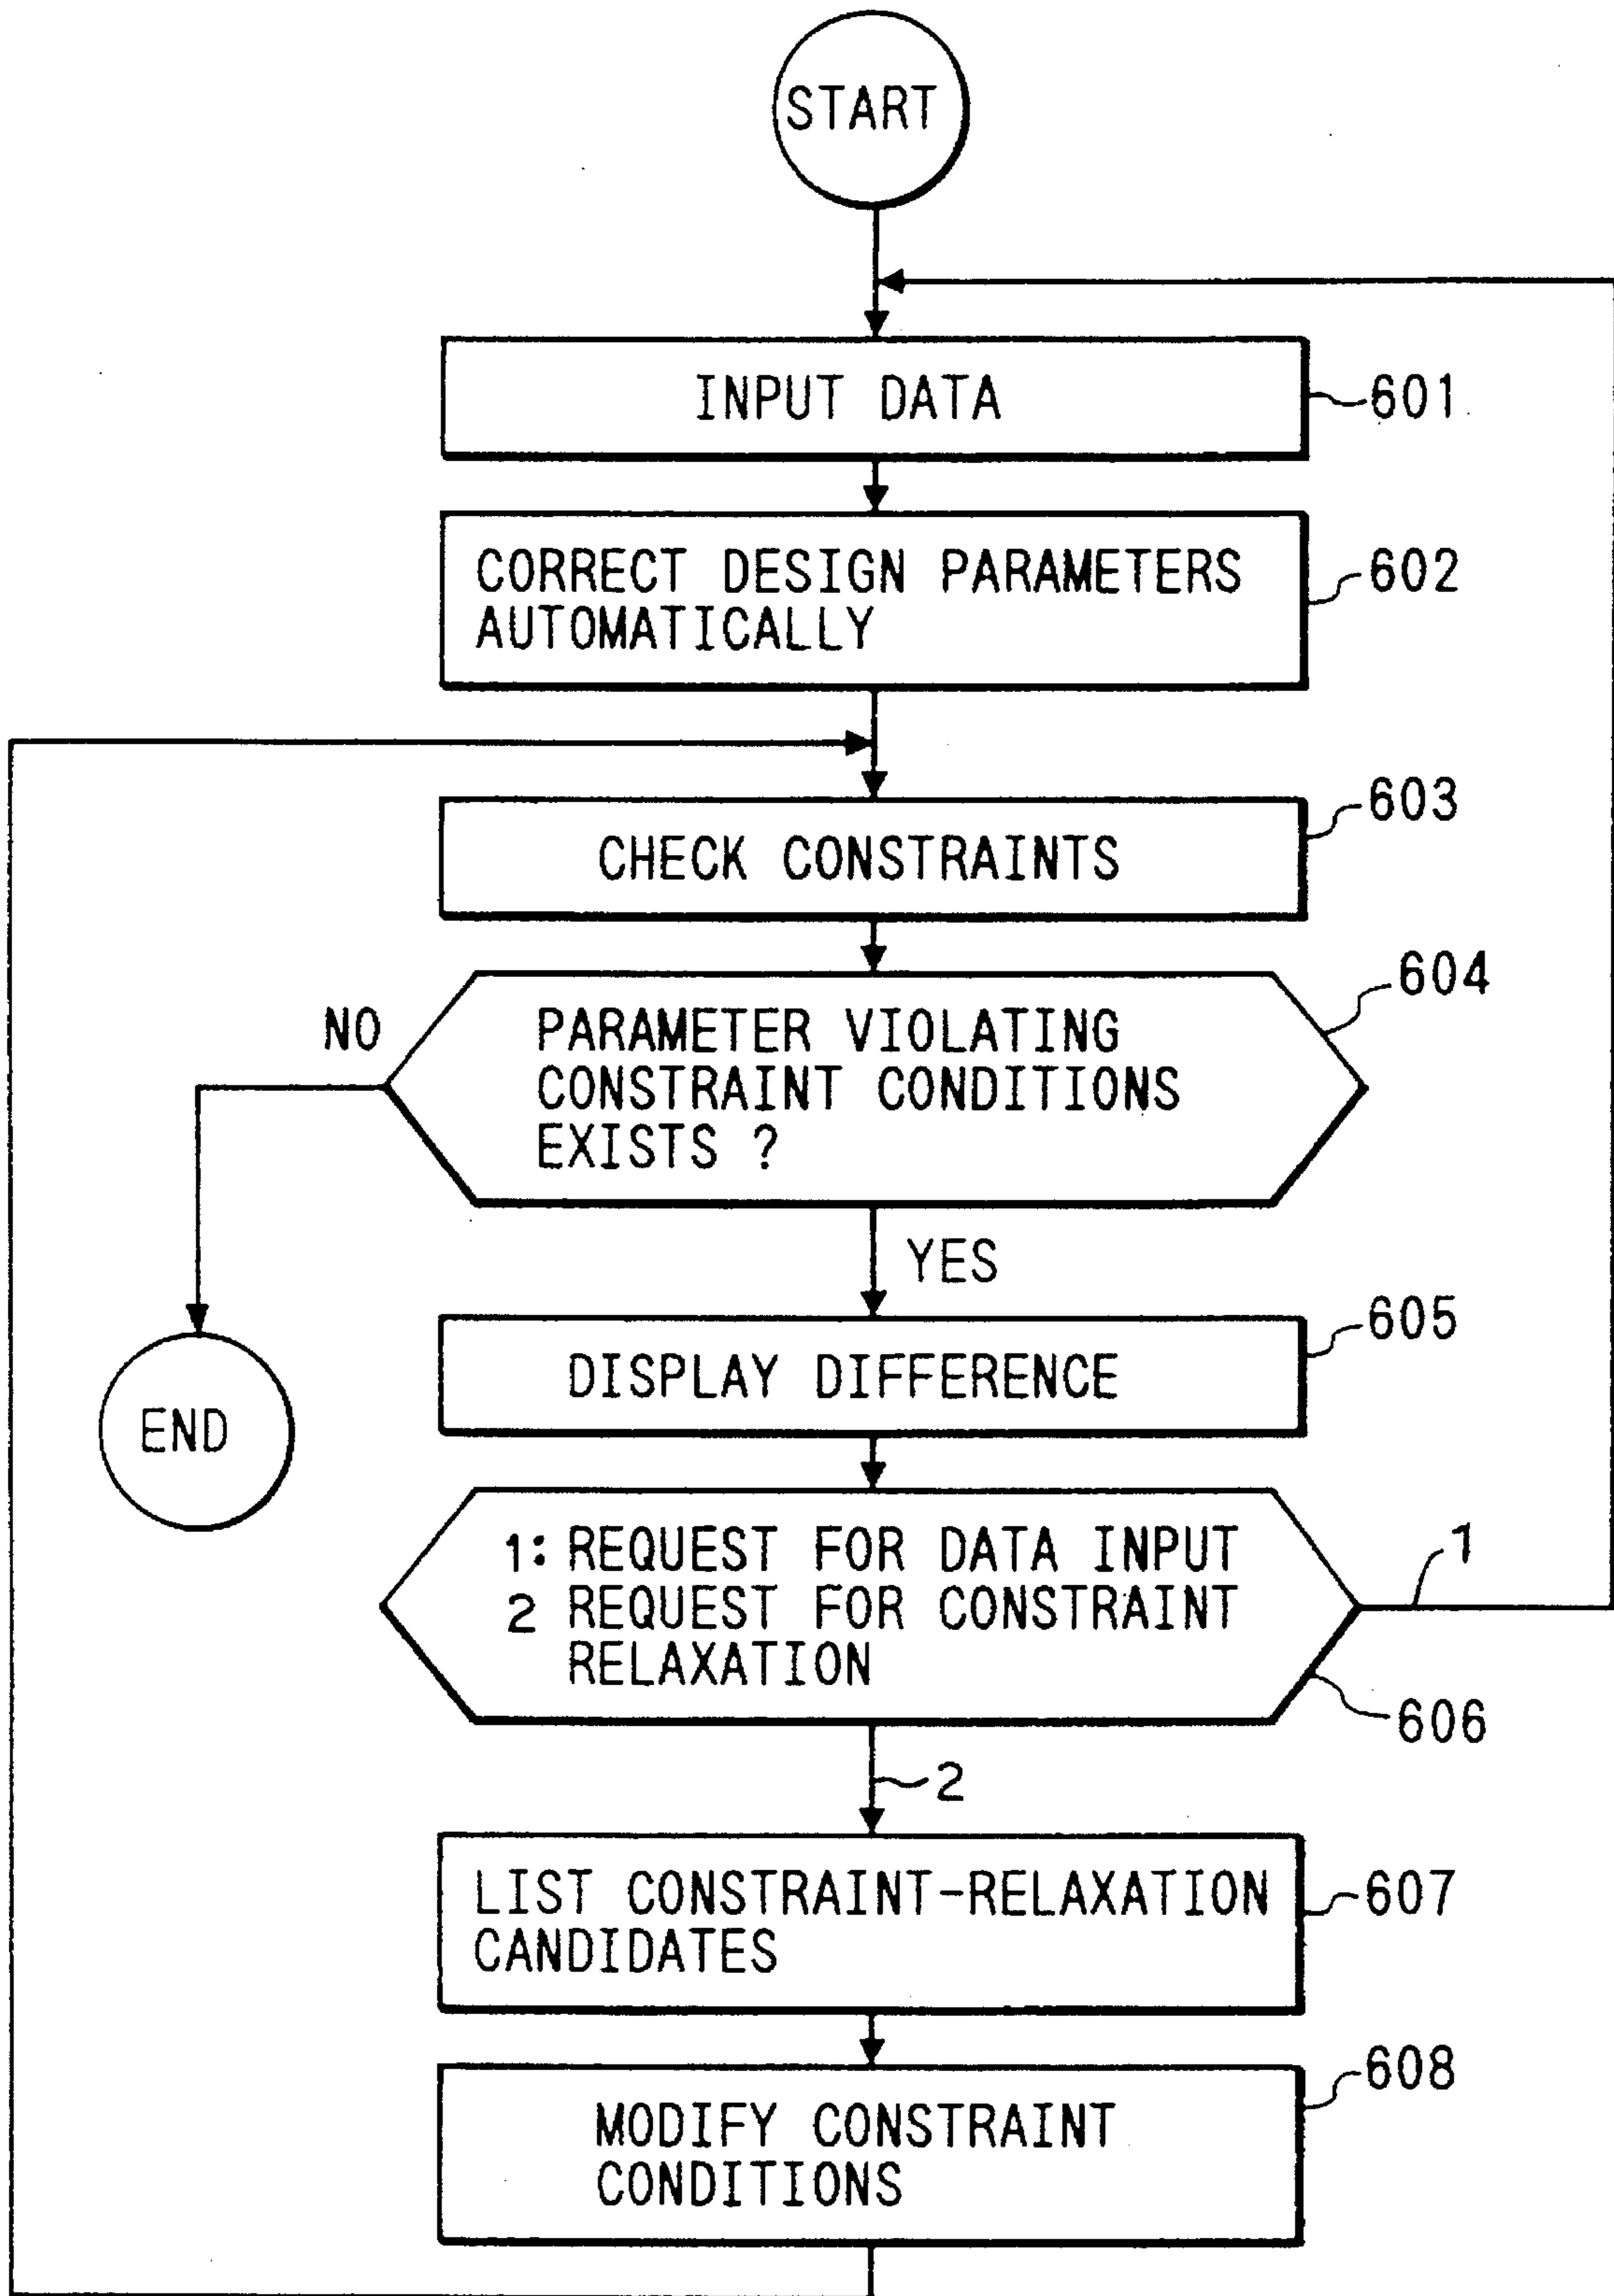 START
INPUT DATA
601
CORRECT DESIGN PARAMETERS
AUTOMATICALLY
602
603
CHECK CONSTRAINTS
604
NO
PARAMETER VIOLATING
CONSTRAINT CONDITIONS
EXISTS ?
YES
605
DISPLAY DIFFERENCE
END
1: REQUEST FOR DATA INPUT
2 REQUEST FOR CONSTRAINT
RELAXATION
1
606
2
LIST CONSTRAINT-RELAXATION
CANDIDATES
607
608
MODIFY CONSTRAINT
CONDITIONS